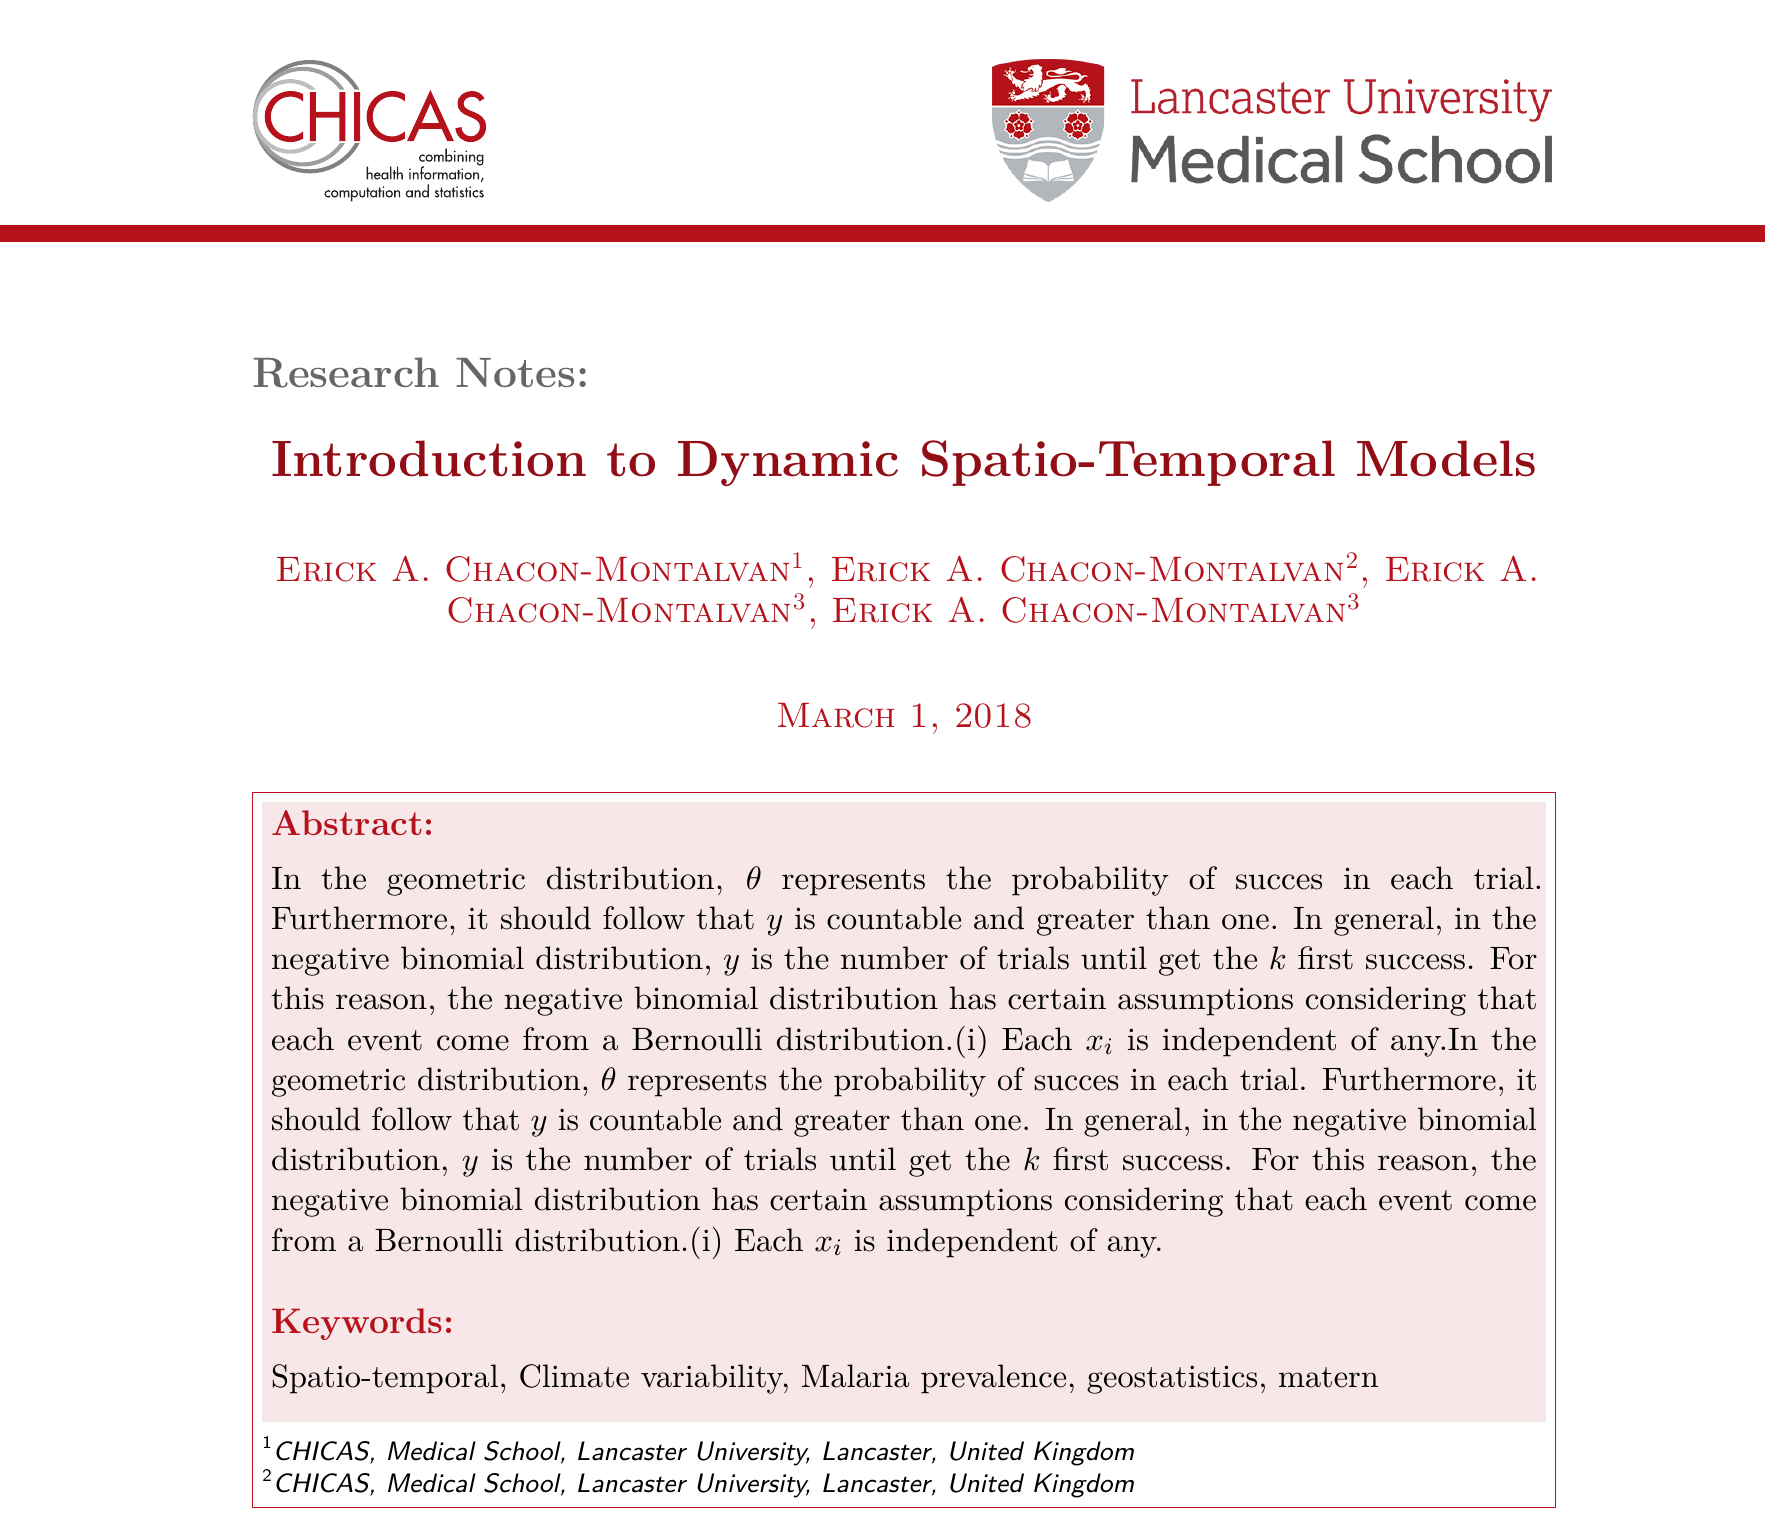 CHICAS
combining
health information,
computation and statistics
Lancaster University
Medical School
Research Notes:
Introduction to Dynamic Spatio-Temporal Models
Erick A. Chacon-Montalvan¹, Erick A. Chacon-Montalvan², Erick A.
Chacon-Montalvan³, Erick A. Chacon-Montalvan³
March 1, 2018
Abstract:
In the geometric distribution, θ represents the probability of succes in each trial.
Furthermore, it should follow that y is countable and greater than one. In general, in the
negative binomial distribution, y is the number of trials until get the k first success. For
this reason, the negative binomial distribution has certain assumptions considering that
each event come from a Bernoulli distribution.(i) Each xᵢ is independent of any.In the
geometric distribution, θ represents the probability of succes in each trial. Furthermore, it
should follow that y is countable and greater than one. In general, in the negative binomial
distribution, y is the number of trials until get the k first success. For this reason, the
negative binomial distribution has certain assumptions considering that each event come
from a Bernoulli distribution.(i) Each xᵢ is independent of any.
Keywords:
Spatio-temporal, Climate variability, Malaria prevalence, geostatistics, matern
¹CHICAS, Medical School, Lancaster University, Lancaster, United Kingdom
²CHICAS, Medical School, Lancaster University, Lancaster, United Kingdom